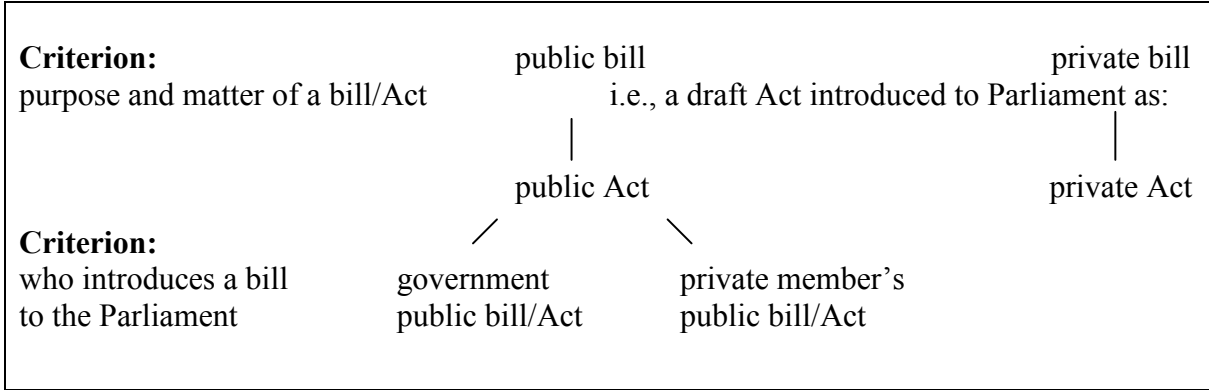 Criterion: public bill private bill
purpose and matter of a bill/Act i.e., a draft Act introduced to Parliament as:
public Act private Act
Criterion:
who introduces a bill government private member’s
to the Parliament public bill/Act public bill/Act